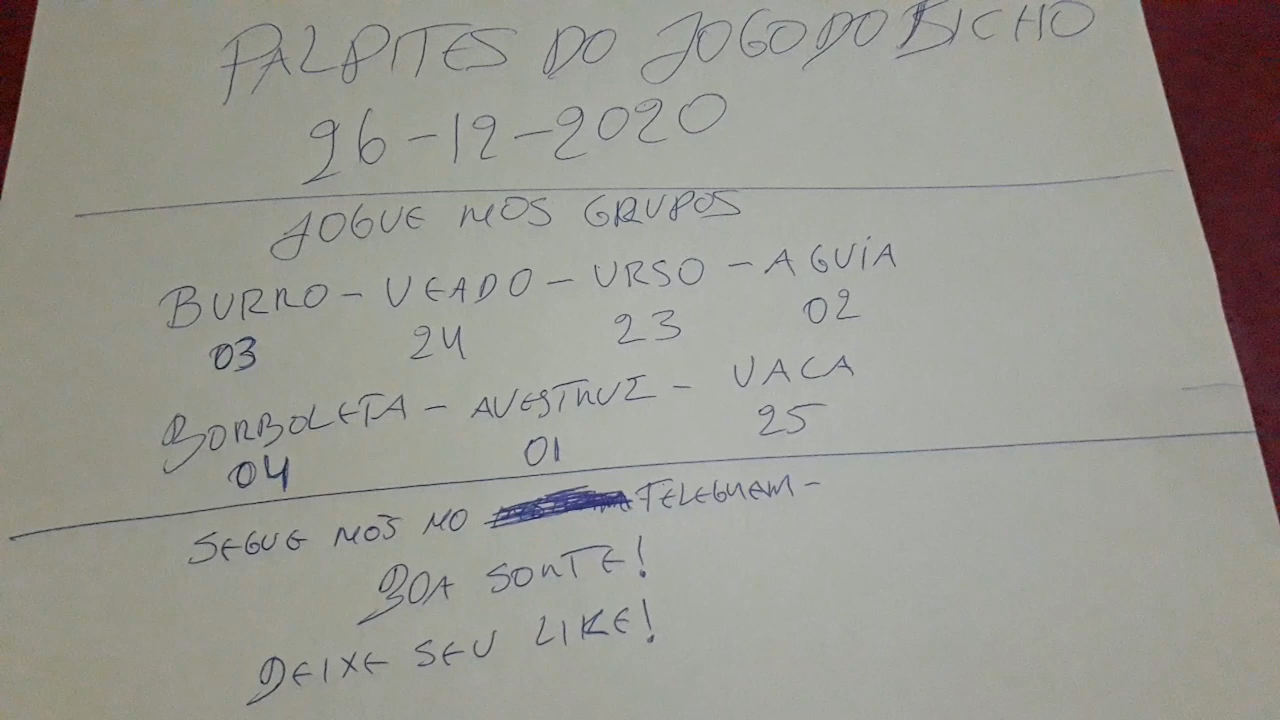 PALPITES DO JOGO DO BICHO
26-12-2020
JOGUE NOS GRUPOS
BURRO - VEADO - URSO - AGUIA
03 24 23 02
BORBOLETA - AVESTRUZ - VACA
04 01 25
SEGUE NOS NO TELEGRAM -
BOA SORTE!
DEIXE SEU LIKE!